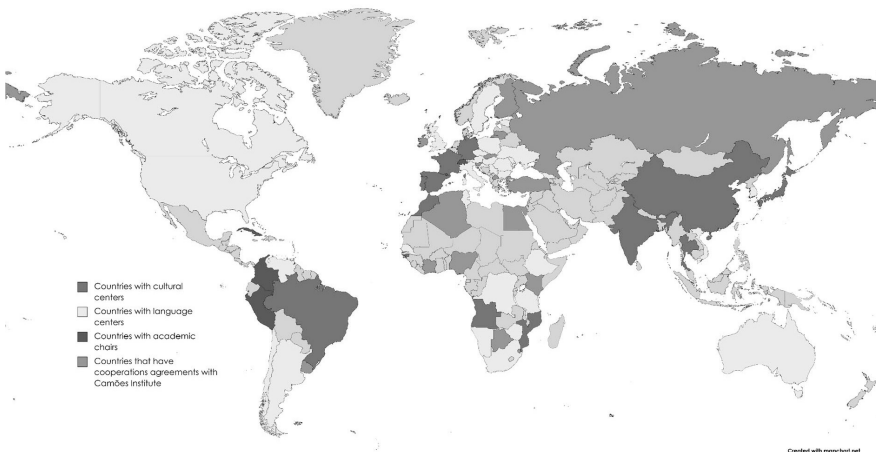 Countries with cultural
centers
Countries with language
centers
Countries with academic
chairs
Countries that have
cooperations agreements with
Camões Institute
Created with mapchart.net